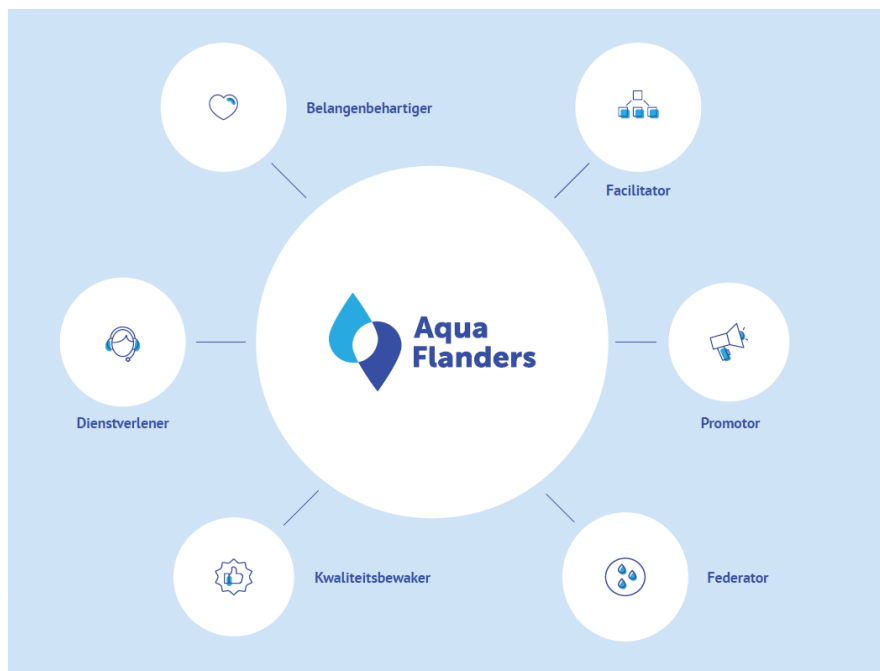 Belangenbehartiger
Facilitator
Aqua
Flanders
Dienstverlener
Promotor
Kwaliteitsbewaker
Federator